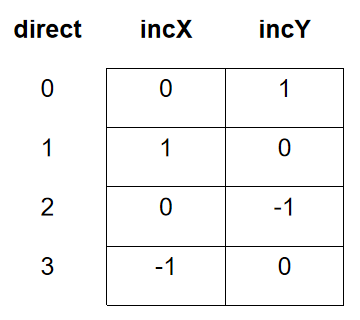 direct incX incY
0 0 1
1 1 0
2 0 -1
3 -1 0